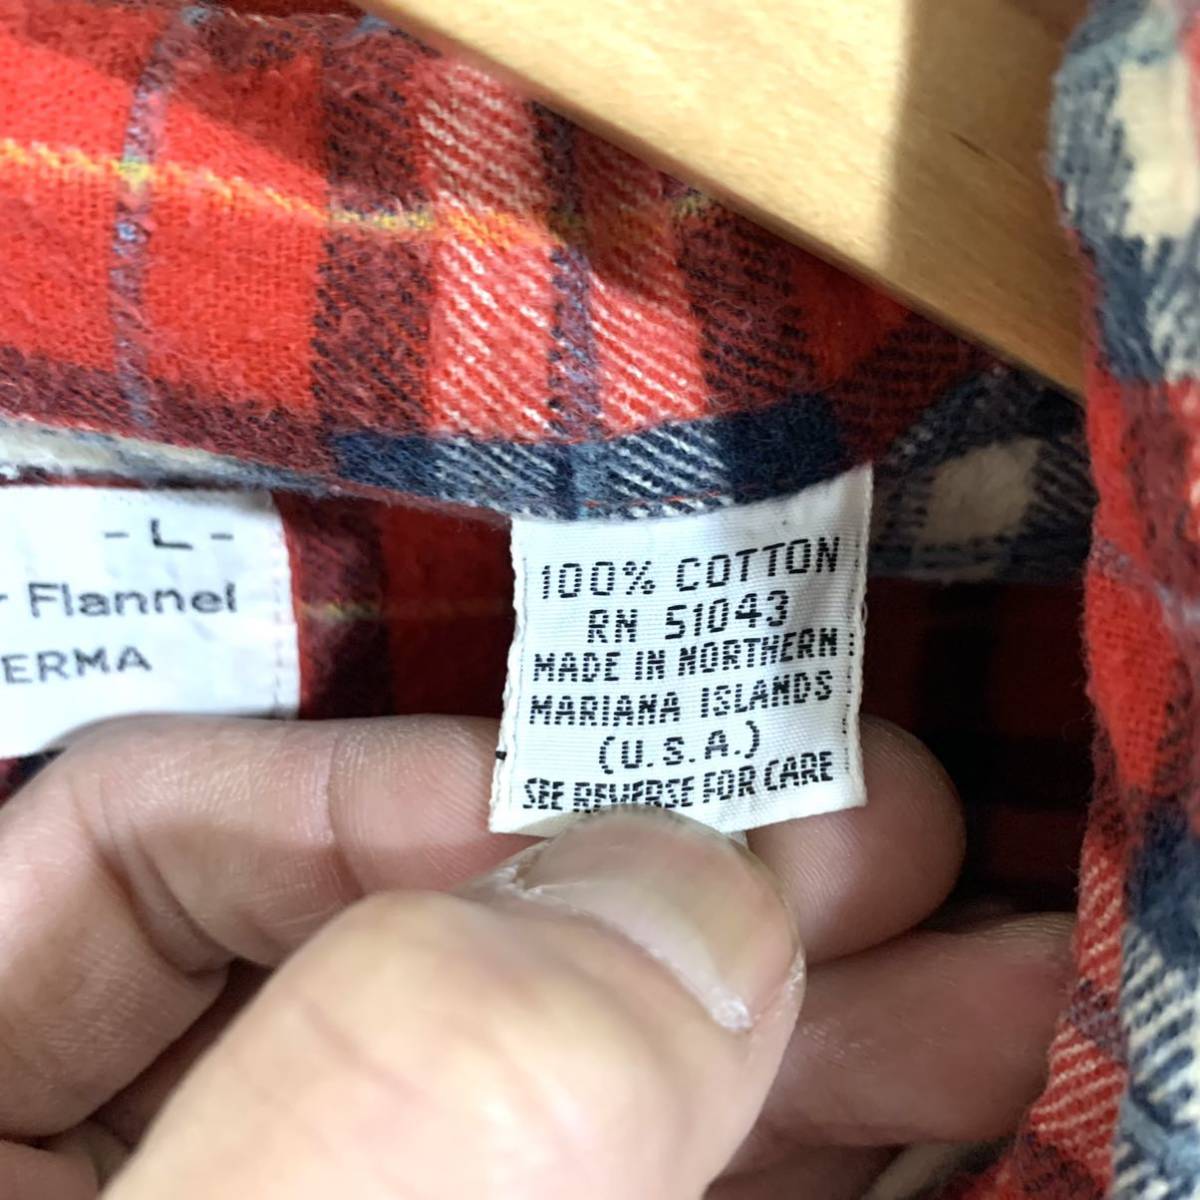 - L -
Flannel
ERMA
100% COTTON
RN 51043
MADE IN NORTHERN
MARIANA ISLANDS
(U.S.A.)
SEE REVERSE FOR CARE